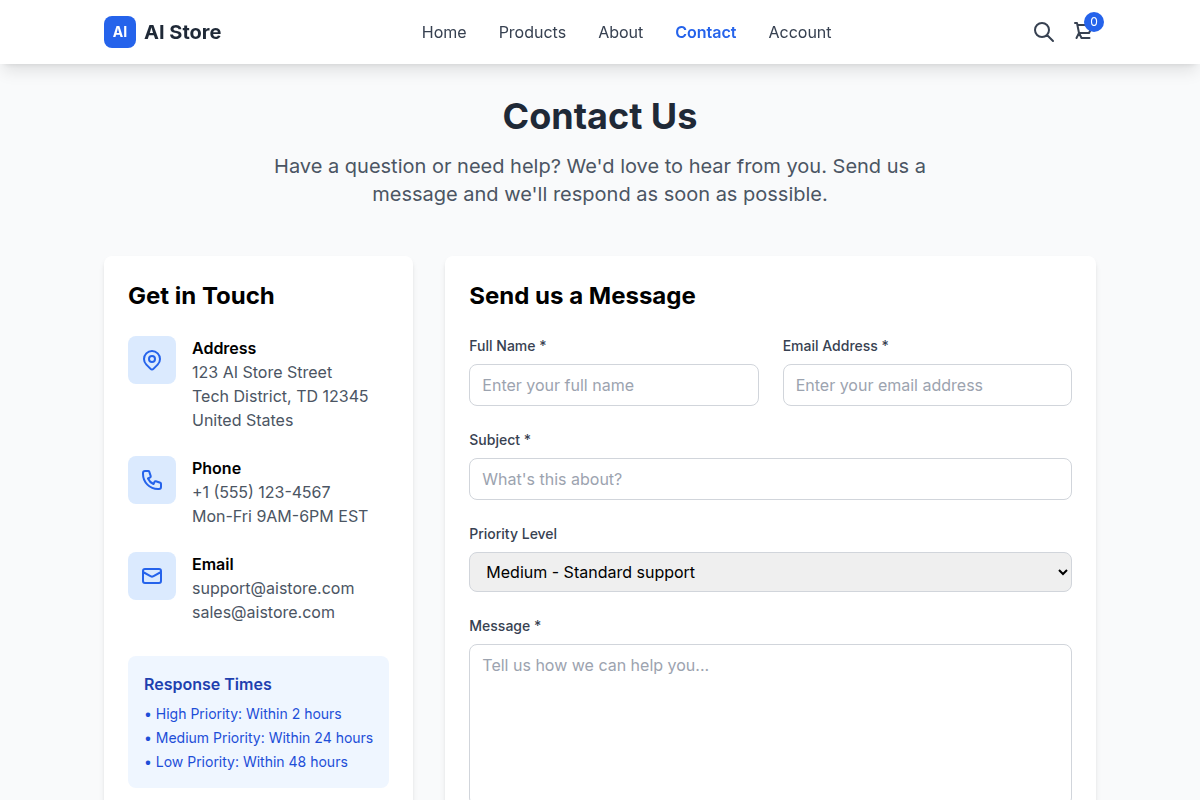 AI AI Store
Home Products About Contact Account
0
Contact Us
Have a question or need help? We'd love to hear from you. Send us a
message and we'll respond as soon as possible.
Get in Touch
Address
123 AI Store Street
Tech District, TD 12345
United States
Phone
+1 (555) 123-4567
Mon-Fri 9AM-6PM EST
Email
support@aistore.com
sales@aistore.com
Response Times
• High Priority: Within 2 hours
• Medium Priority: Within 24 hours
• Low Priority: Within 48 hours
Send us a Message
Full Name * Email Address *
Enter your full name Enter your email address
Subject *
What's this about?
Priority Level
Medium - Standard support
Message *
Tell us how we can help you...